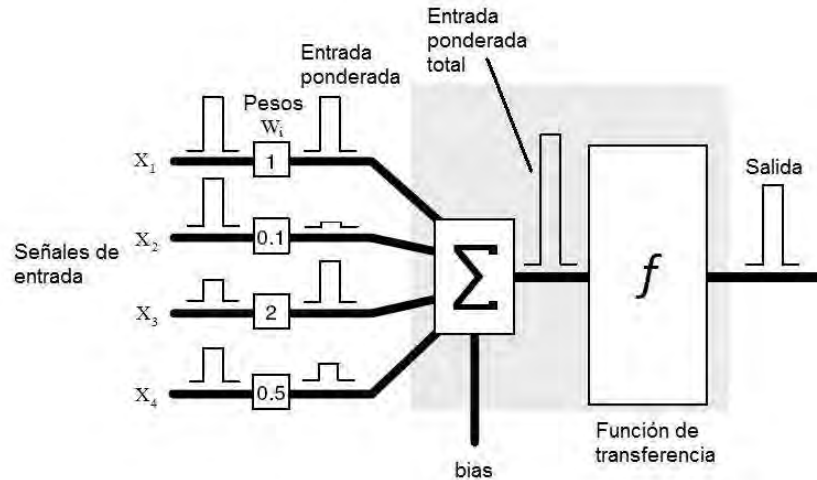 Entrada
ponderada
total
Entrada
ponderada
Pesos
Wi
X1
1
Salida
X2
0.1
Señales de
entrada
Σ
f
X3
2
X4
0.5
Función de
transferencia
bias